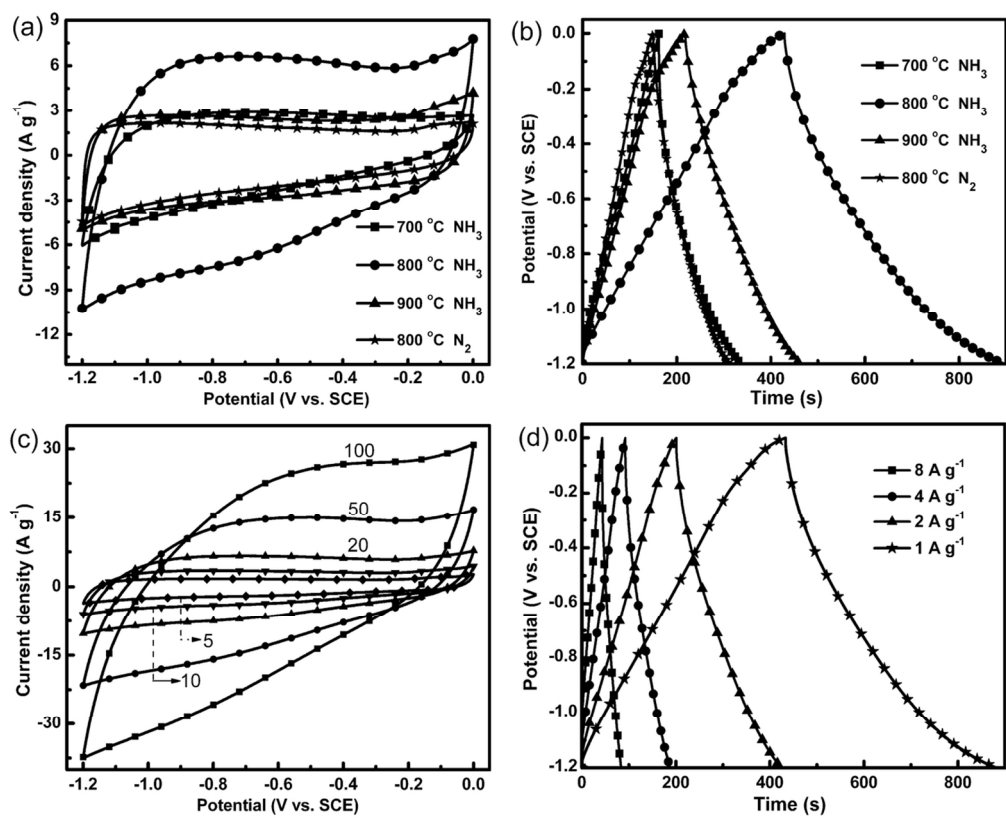 (a)
Current density (A g⁻¹)
9
6
3
0
-3
-6
-9
-12
-1.2 -1.0 -0.8 -0.6 -0.4 -0.2 0.0
Potential (V vs. SCE)
700 °C NH₃
800 °C NH₃
900 °C NH₃
800 °C N₂
(b)
Potential (V vs. SCE)
0.0
-0.2
-0.4
-0.6
-0.8
-1.0
-1.2
0 200 400 600 800
Time (s)
700 °C NH₃
800 °C NH₃
900 °C NH₃
800 °C N₂
(c)
Current density (A g⁻¹)
30
15
0
-15
-30
-1.2 -1.0 -0.8 -0.6 -0.4 -0.2 0.0
Potential (V vs. SCE)
100
50
20
5
10
(d)
Potential (V vs. SCE)
0.0
-0.2
-0.4
-0.6
-0.8
-1.0
-1.2
0 200 400 600 800
Time (s)
8 A g⁻¹
4 A g⁻¹
2 A g⁻¹
1 A g⁻¹